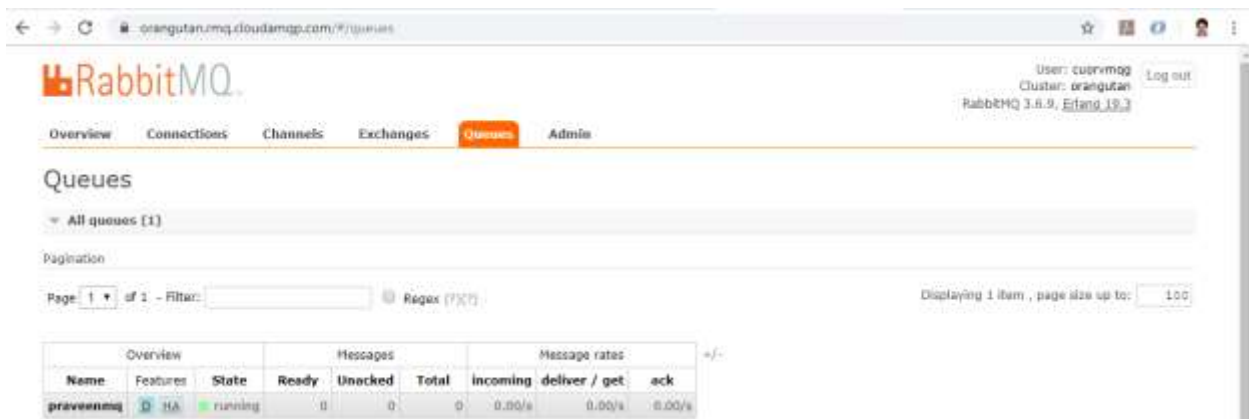 orangutan.rmq.cloudamqp.com/#/queues
RabbitMQ
User: cuorvmqg
Cluster: orangutan
RabbitMQ 3.6.9, Erlang 19.3
Log out
Overview Connections Channels Exchanges Queues Admin
Queues
All queues (1)
Pagination
Page 1 of 1 - Filter: Regex (?)(?)
Displaying 1 item , page size up to: 100
Overview Messages Message rates +/-
Name Features State Ready Unacked Total incoming deliver / get ack
praveenmq D HA running 0 0 0 0.00/s 0.00/s 0.00/s